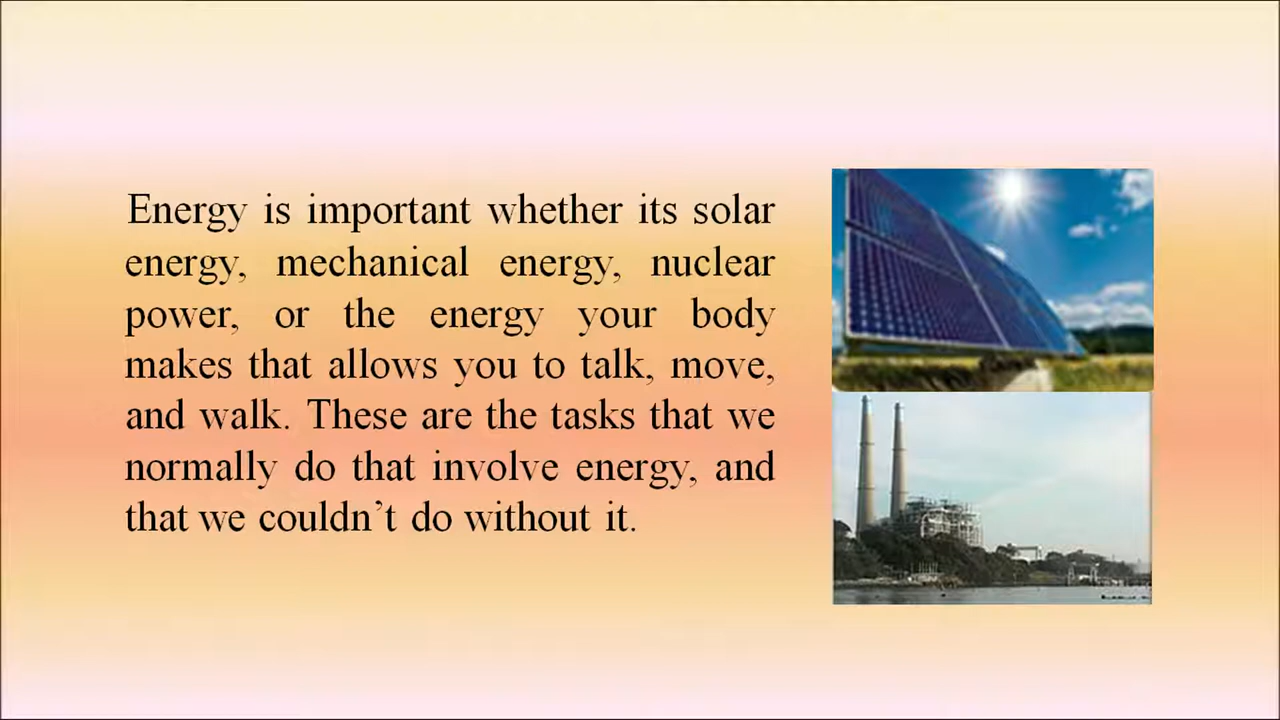 Energy is important whether its solar
energy, mechanical energy, nuclear
power, or the energy your body
makes that allows you to talk, move,
and walk. These are the tasks that we
normally do that involve energy, and
that we couldn’t do without it.